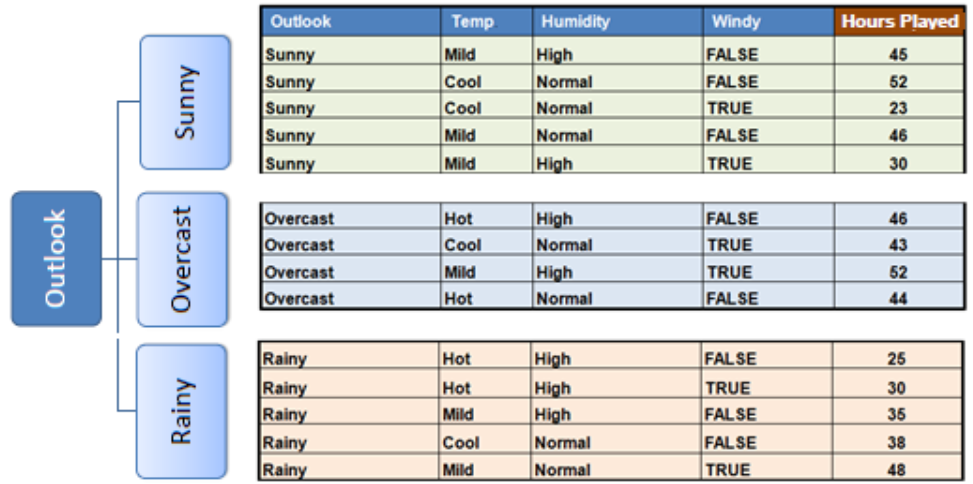 Outlook Temp Humidity Windy Hours Played
Sunny Mild High FALSE 45
Sunny Cool Normal FALSE 52
Sunny Cool Normal TRUE 23
Sunny Mild Normal FALSE 46
Sunny Mild High TRUE 30
Sunny
Overcast Hot High FALSE 46
Overcast Cool Normal TRUE 43
Overcast Mild High TRUE 52
Overcast Hot Normal FALSE 44
Outlook
Overcast
Rainy Hot High FALSE 25
Rainy Hot High TRUE 30
Rainy Mild High FALSE 35
Rainy Cool Normal FALSE 38
Rainy Mild Normal TRUE 48
Rainy